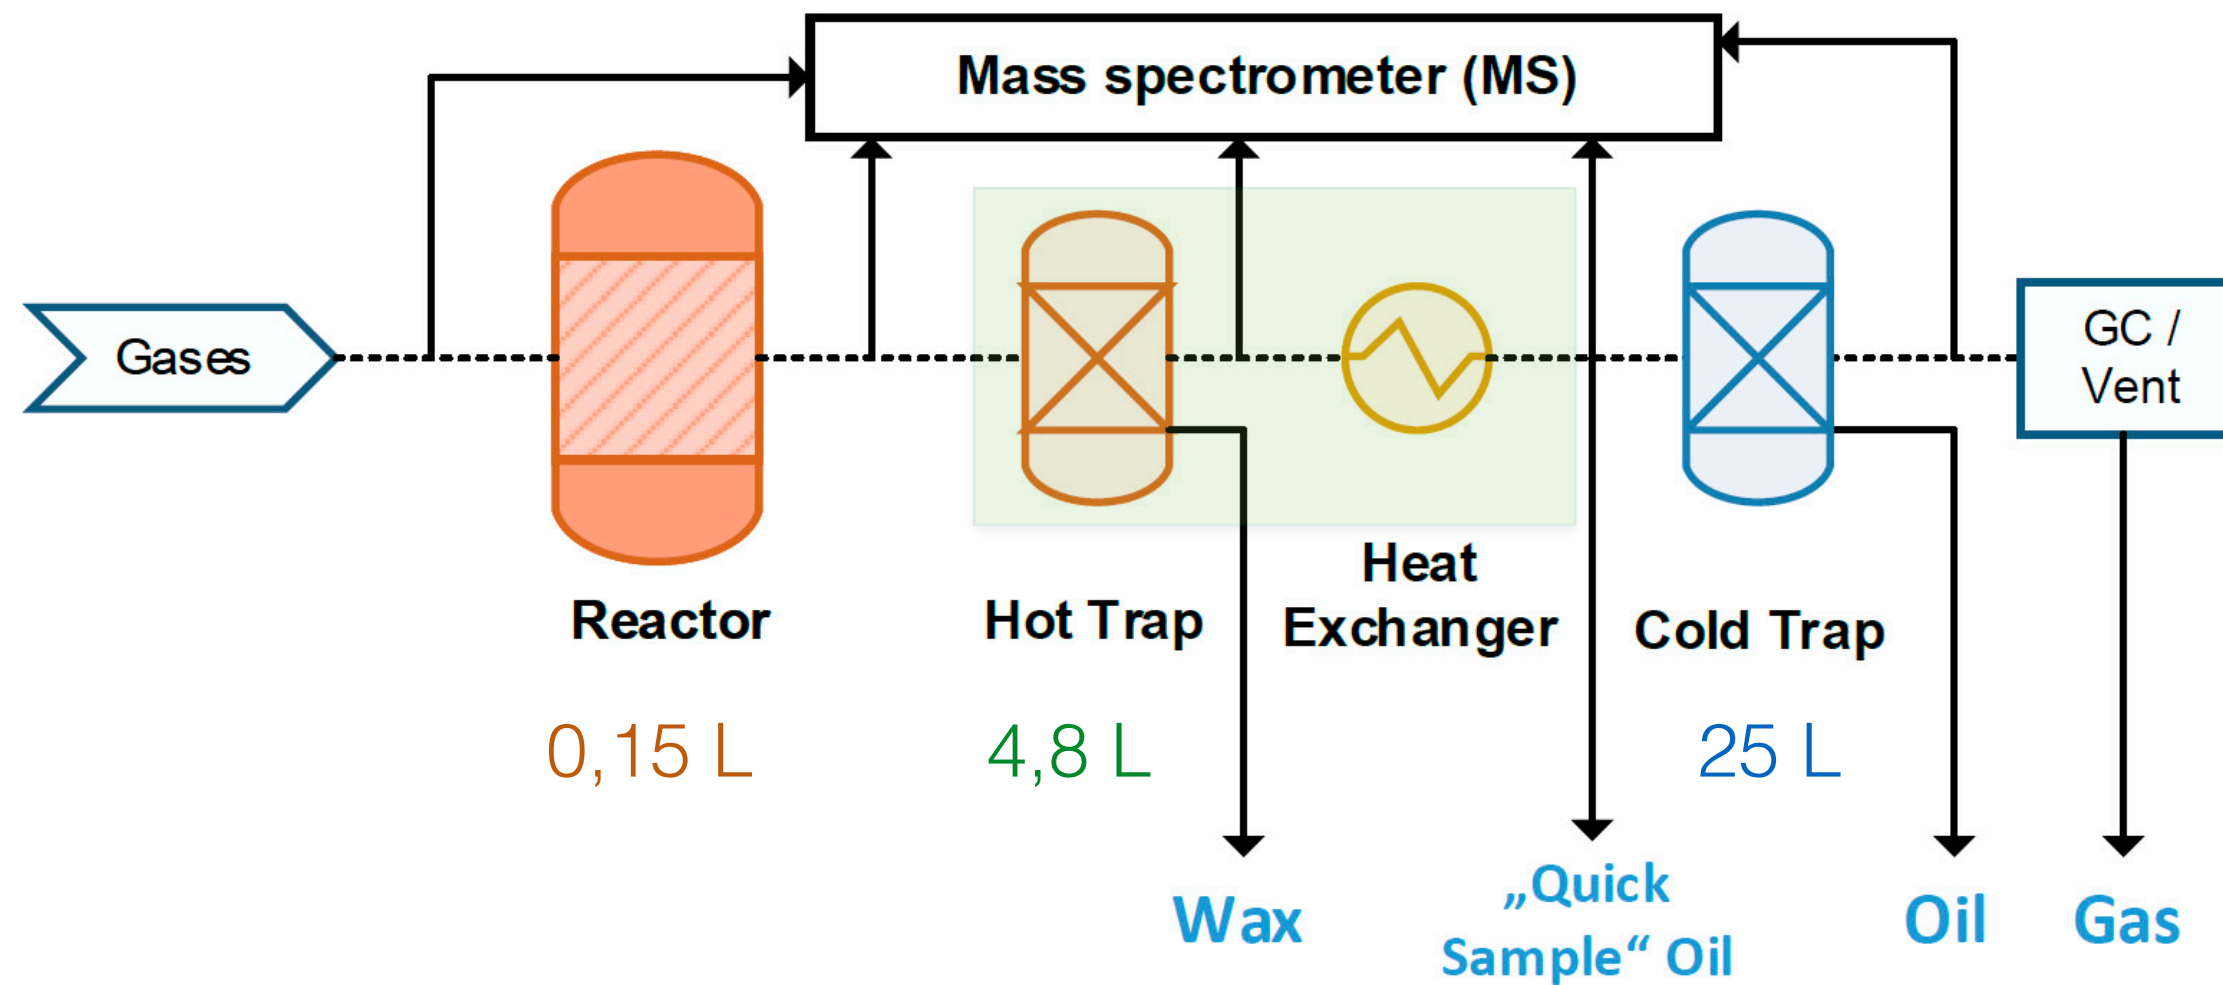 Mass spectrometer (MS)
Gases
GC /
Vent
Reactor
Hot Trap
Heat
Exchanger
Cold Trap
0,15 L
4,8 L
25 L
Wax
„Quick
Sample“ Oil
Oil
Gas